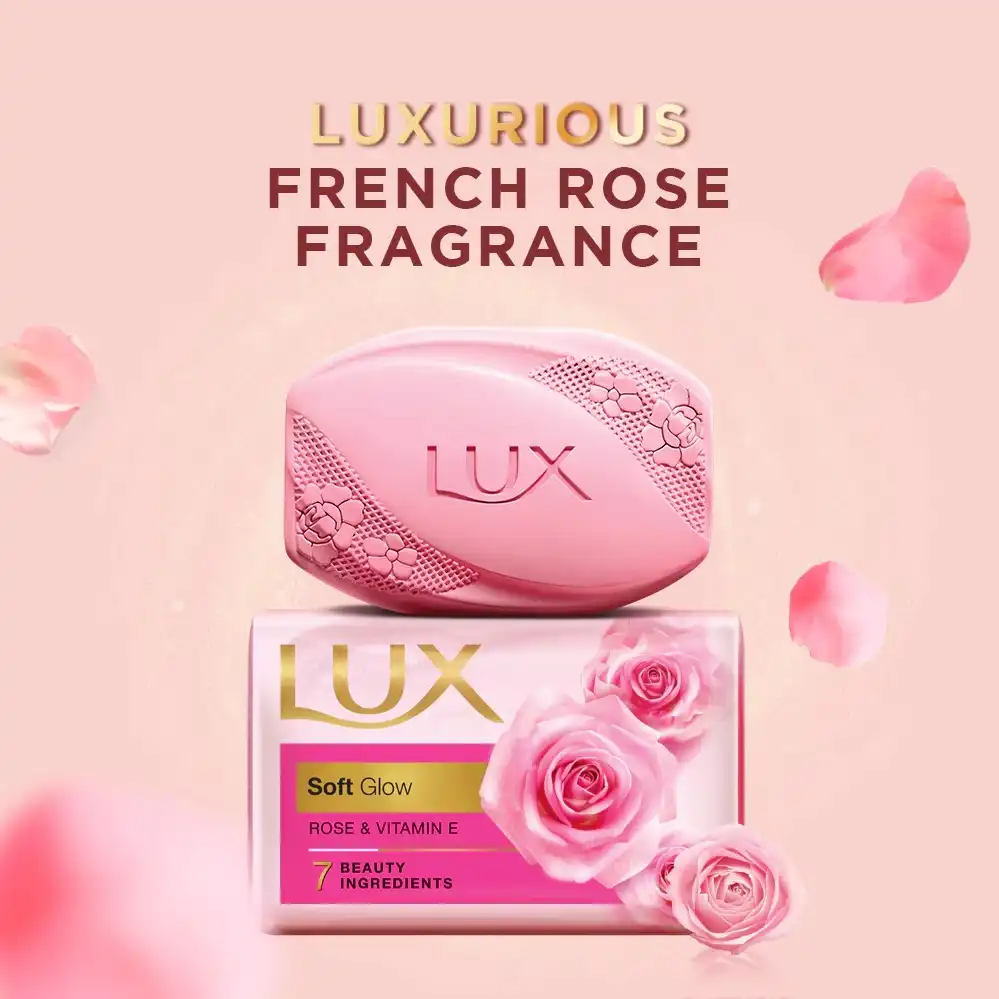 LUXURIOUS
FRENCH ROSE
FRAGRANCE
LUX
LUX
Soft Glow
ROSE & VITAMIN E
7 BEAUTY
INGREDIENTS